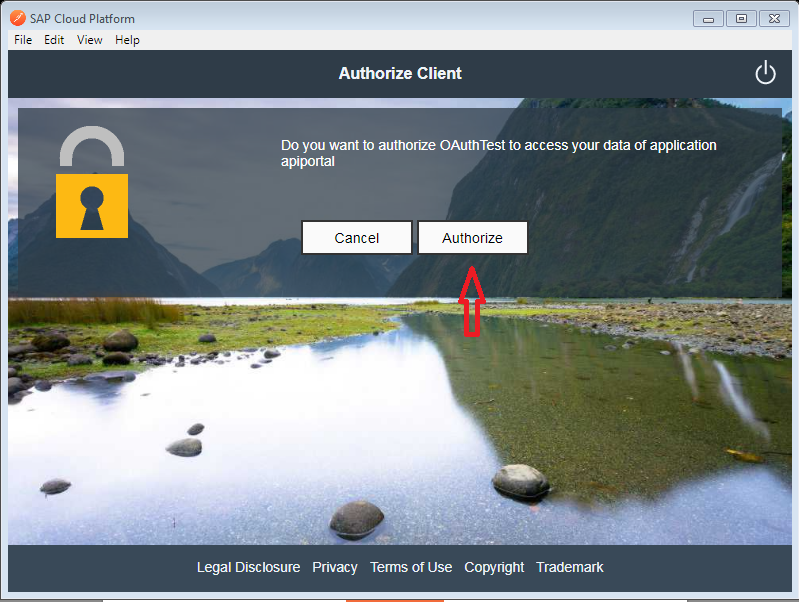 SAP Cloud Platform
File Edit View Help
Authorize Client
Do you want to authorize OAuthTest to access your data of application
apiportal
Cancel Authorize
Legal Disclosure Privacy Terms of Use Copyright Trademark